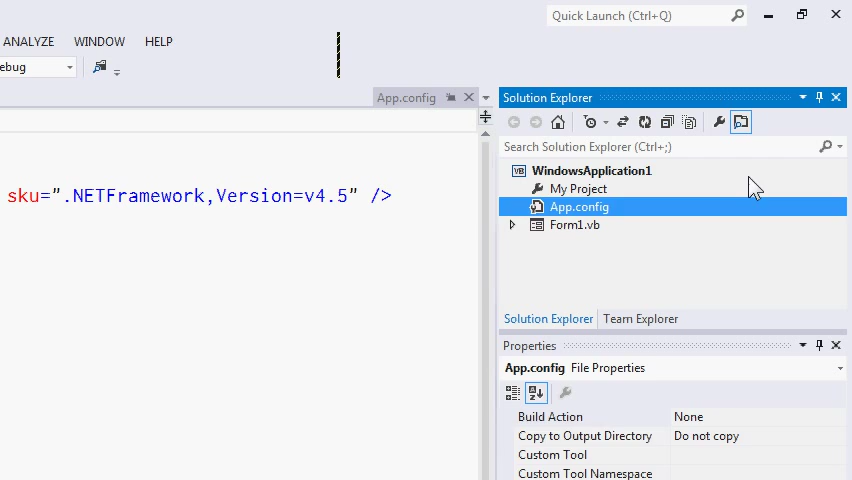 Quick Launch (Ctrl+Q)
ANALYZE WINDOW HELP
ebug
App.config
Solution Explorer
Search Solution Explorer (Ctrl+;)
VB WindowsApplication1
My Project
sku=".NETFramework,Version=v4.5" />
App.config
Form1.vb
Solution Explorer Team Explorer
Properties
App.config File Properties
Build Action None
Copy to Output Directory Do not copy
Custom Tool
Custom Tool Namespace